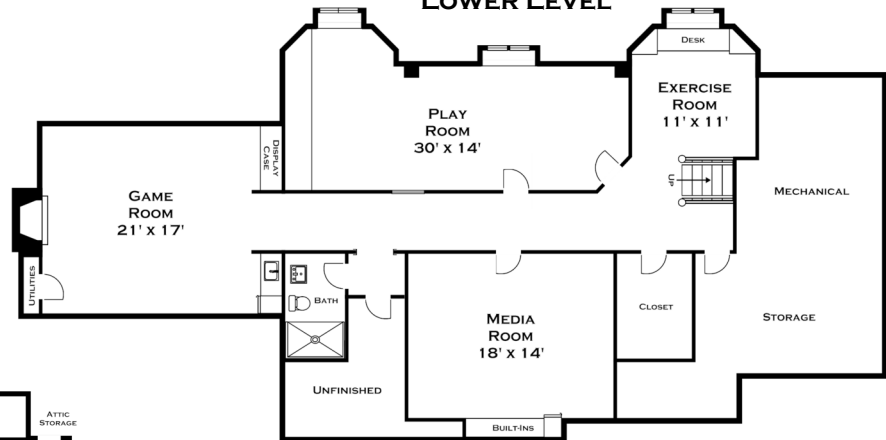 LOWER LEVEL
DESK
EXERCISE
ROOM
11' x 11'
PLAY
ROOM
30' x 14'
DISPLAY
CASE
UP
MECHANICAL
GAME
ROOM
21' x 17'
UTILITIES
BATH
CLOSET
MEDIA
ROOM
18' x 14'
STORAGE
UNFINISHED
BUILT-INS
ATTIC
STORAGE